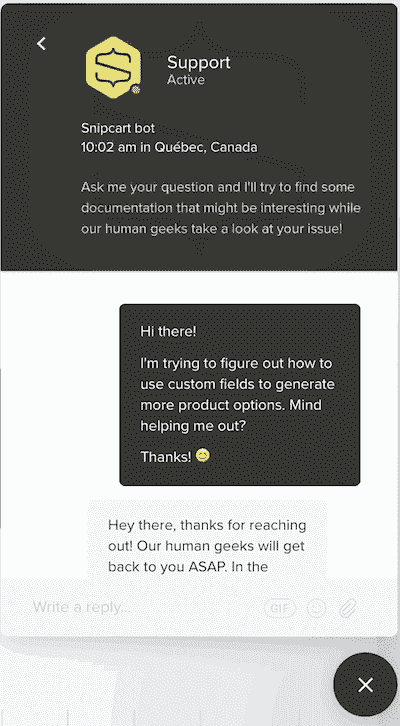 Support
Active
Snipcart bot
10:02 am in Québec, Canada
Ask me your question and I'll try to find some
documentation that might be interesting while
our human geeks take a look at your issue!
Hi there!
I'm trying to figure out how to
use custom fields to generate
more product options. Mind
helping me out?
Thanks! 😊
Hey there, thanks for reaching
out! Our human geeks will get
back to you ASAP. In the
Write a reply...
GIF